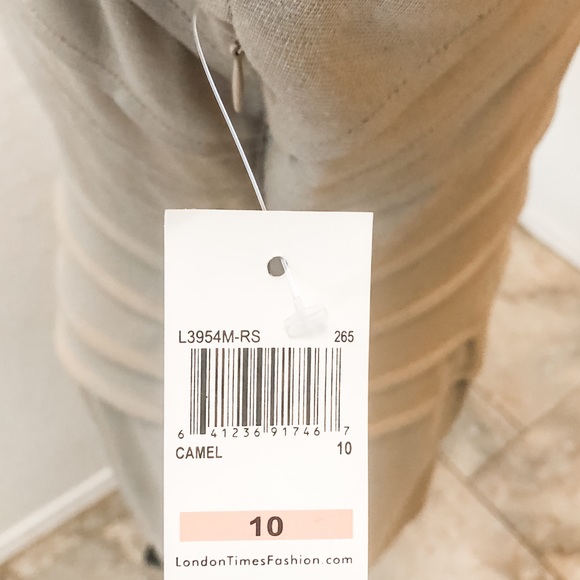 L3954M-RS 265
6 41236 91746 7
CAMEL 10
10
LondonTimesFashion.com